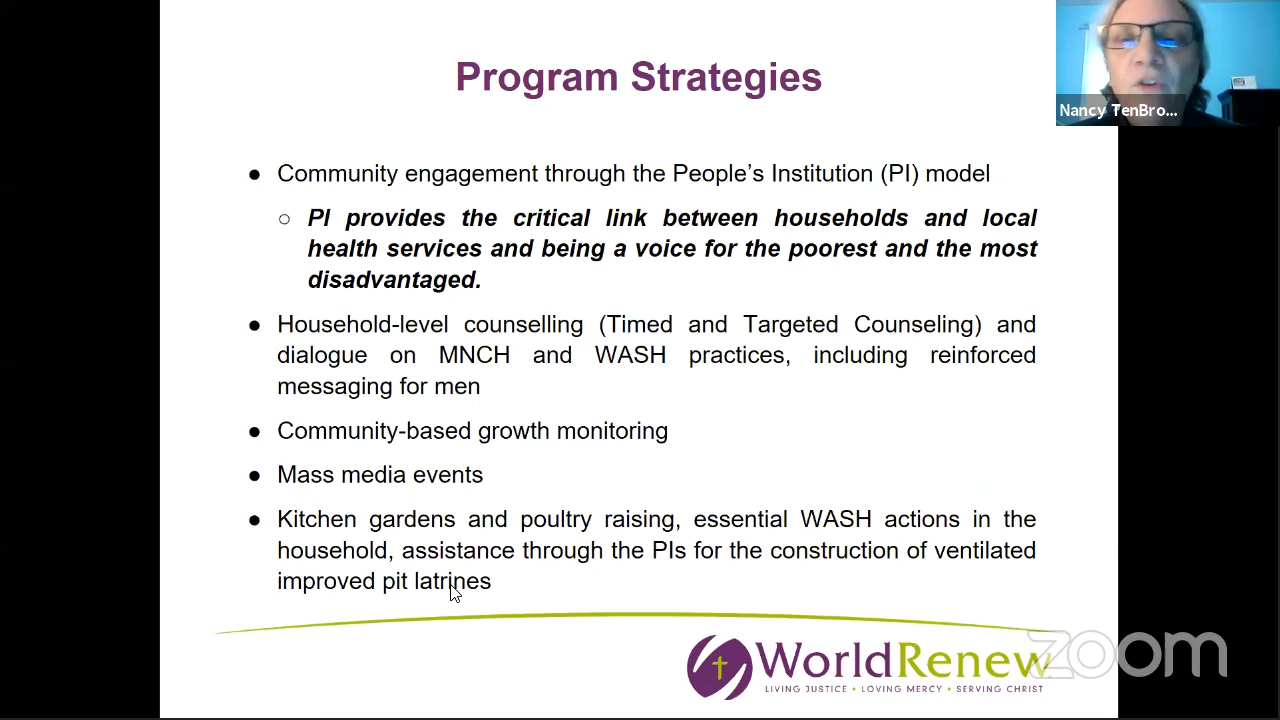 Program Strategies
Nancy TenBro...
● Community engagement through the People’s Institution (PI) model
○ PI provides the critical link between households and local
health services and being a voice for the poorest and the most
disadvantaged.
● Household-level counselling (Timed and Targeted Counseling) and
dialogue on MNCH and WASH practices, including reinforced
messaging for men
● Community-based growth monitoring
● Mass media events
● Kitchen gardens and poultry raising, essential WASH actions in the
household, assistance through the PIs for the construction of ventilated
improved pit latrines
WorldRenew
LIVING JUSTICE • LOVING MERCY • SERVING CHRIST
zoom